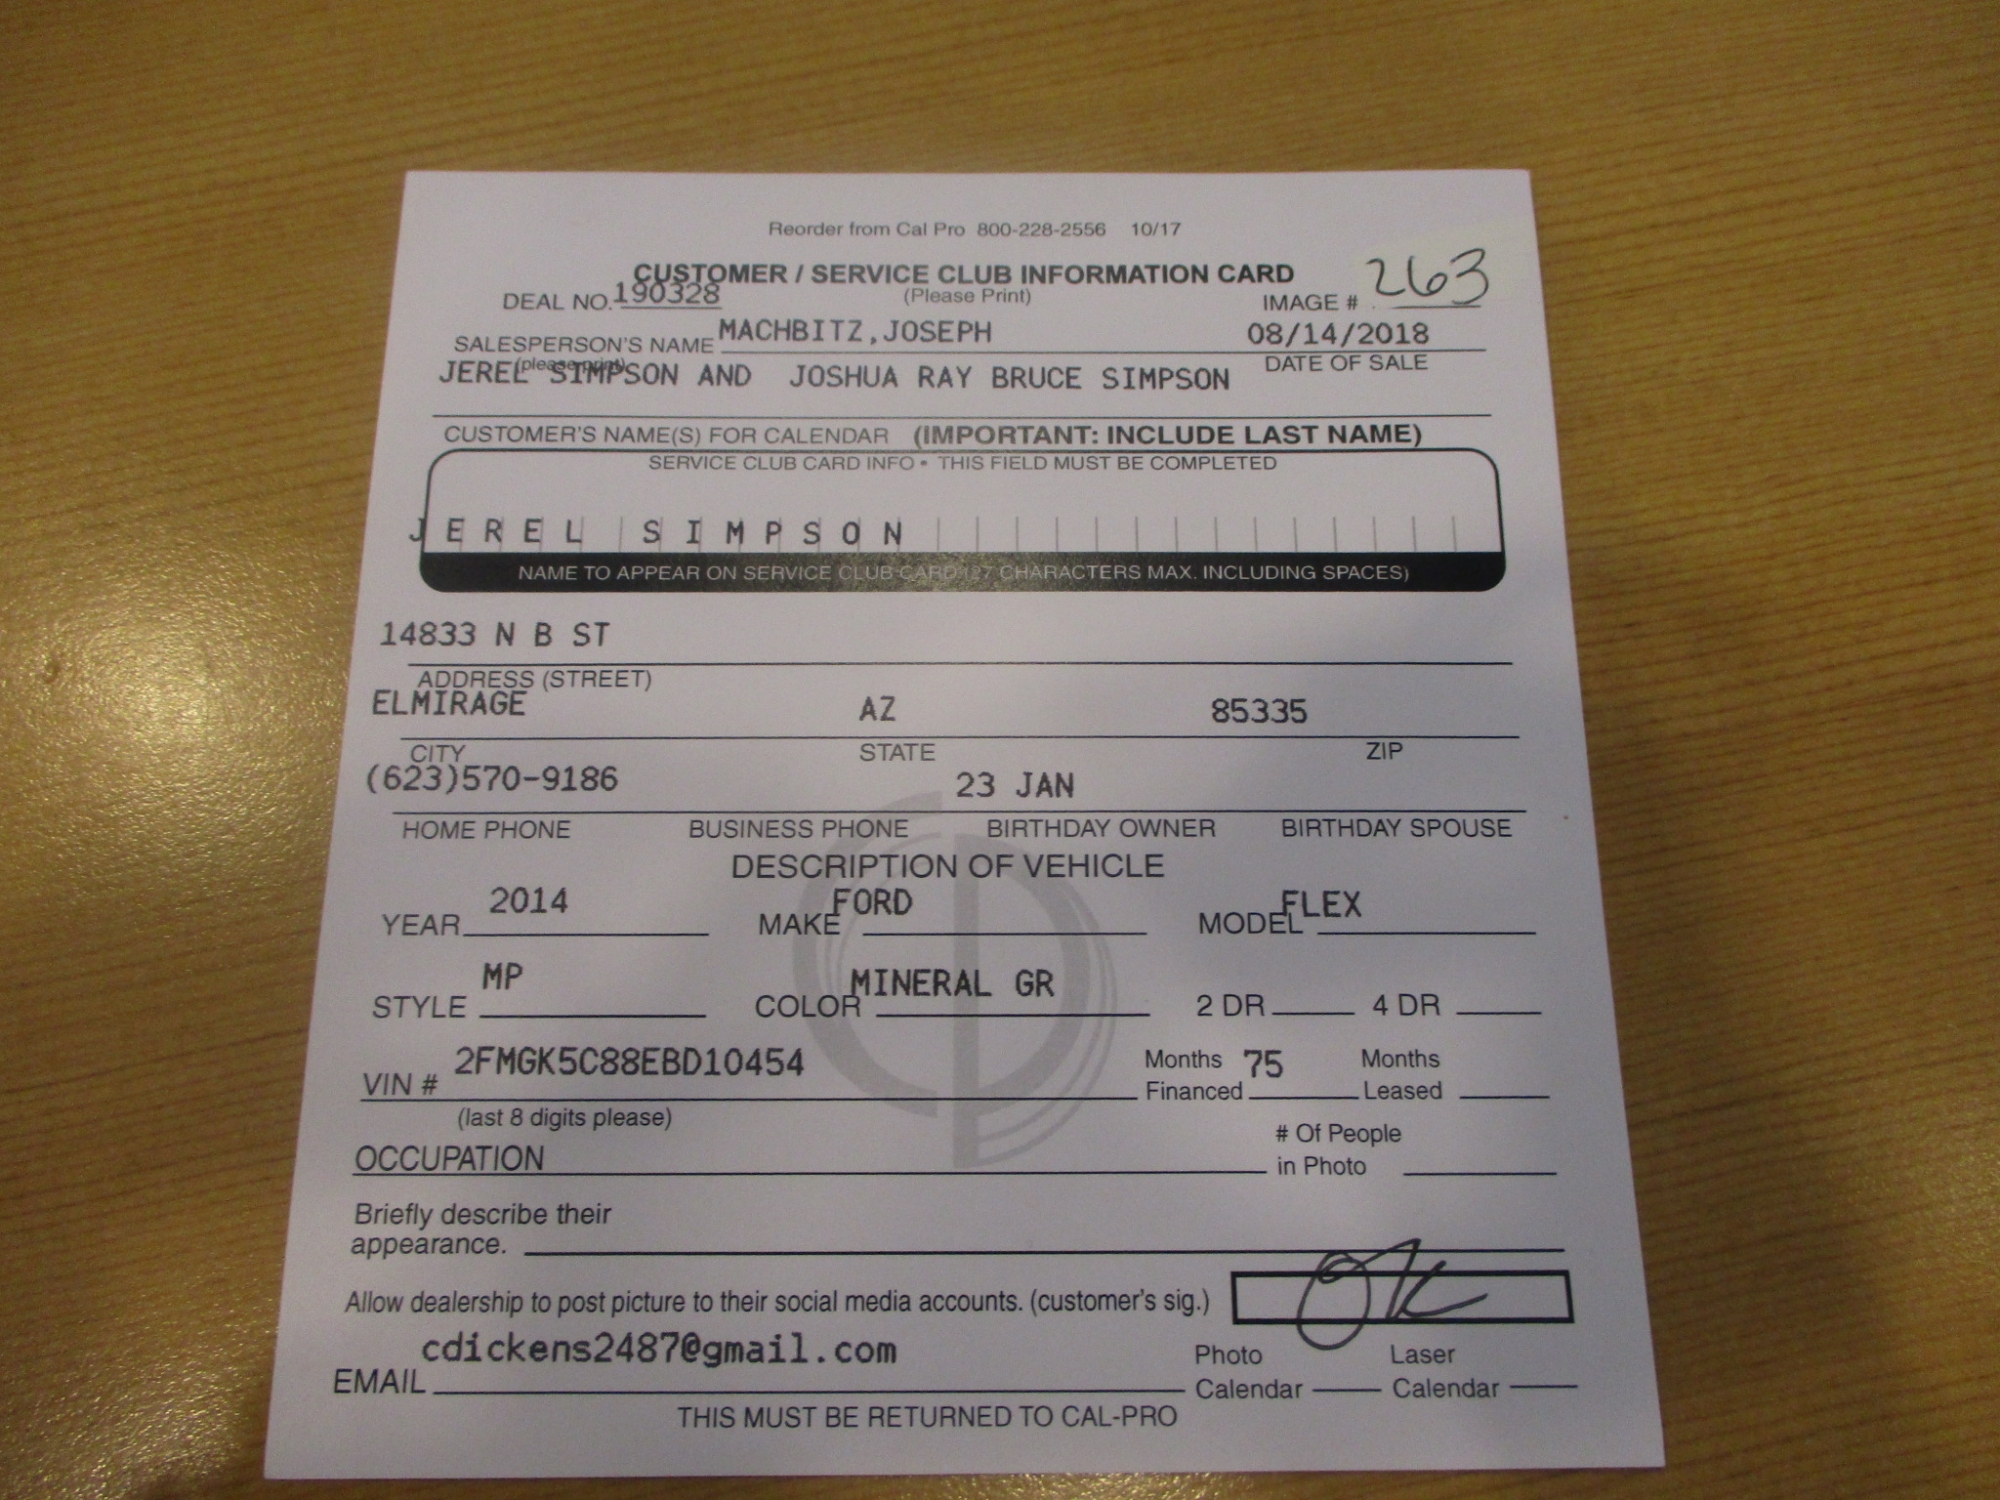 Reorder from Cal Pro 800-228-2556 10/17
CUSTOMER / SERVICE CLUB INFORMATION CARD
(Please Print)
DEAL NO. 190328
IMAGE # 263
SALESPERSON'S NAME MACHBITZ,JOSEPH 08/14/2018
(please print) DATE OF SALE
JEREL SIMPSON AND JOSHUA RAY BRUCE SIMPSON
CUSTOMER'S NAME(S) FOR CALENDAR (IMPORTANT: INCLUDE LAST NAME)
SERVICE CLUB CARD INFO • THIS FIELD MUST BE COMPLETED
JEREL SIMPSON
NAME TO APPEAR ON SERVICE CLUB CARD (27 CHARACTERS MAX. INCLUDING SPACES)
14833 N B ST
ADDRESS (STREET)
ELMIRAGE AZ 85335
CITY STATE ZIP
(623)570-9186 23 JAN
HOME PHONE BUSINESS PHONE BIRTHDAY OWNER BIRTHDAY SPOUSE
DESCRIPTION OF VEHICLE
YEAR 2014 MAKE FORD MODEL FLEX
STYLE MP COLOR MINERAL GR 2 DR 4 DR
VIN # 2FMGK5C88EBD10454 Months Financed 75 Months Leased
(last 8 digits please)
OCCUPATION # Of People in Photo
Briefly describe their
appearance.
Allow dealership to post picture to their social media accounts. (customer's sig.) OK
EMAIL cdickens2487@gmail.com Photo Calendar Laser Calendar
THIS MUST BE RETURNED TO CAL-PRO